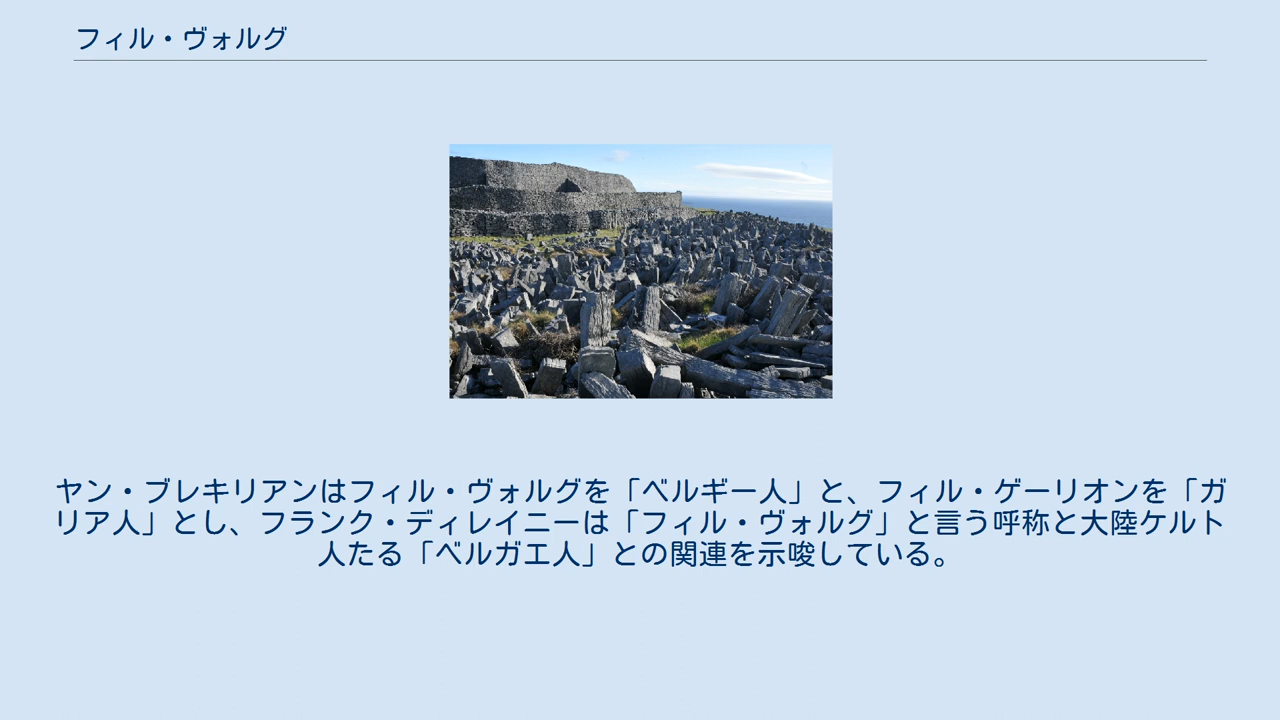 フィル・ヴォルグ
ヤン・ブレキリアンはフィル・ヴォルグを「ベルギー人」と、フィル・ゲーリオンを「ガ
リア人」とし、フランク・ディレイニーは「フィル・ヴォルグ」と言う呼称と大陸ケルト
人たる「ベルガエ人」との関連を示唆している。